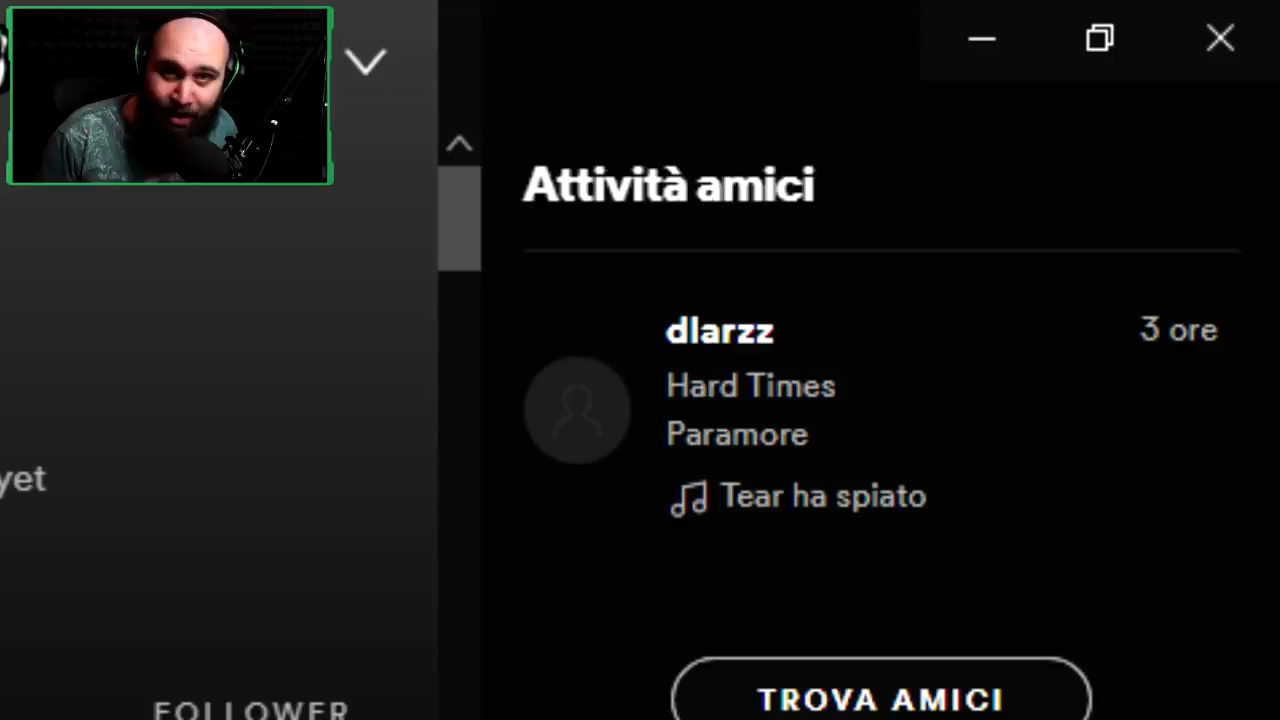 Attività amici
dlarzz
3 ore
Hard Times
Paramore
Tear ha spiato
yet
TROVA AMICI
FOLLOWER